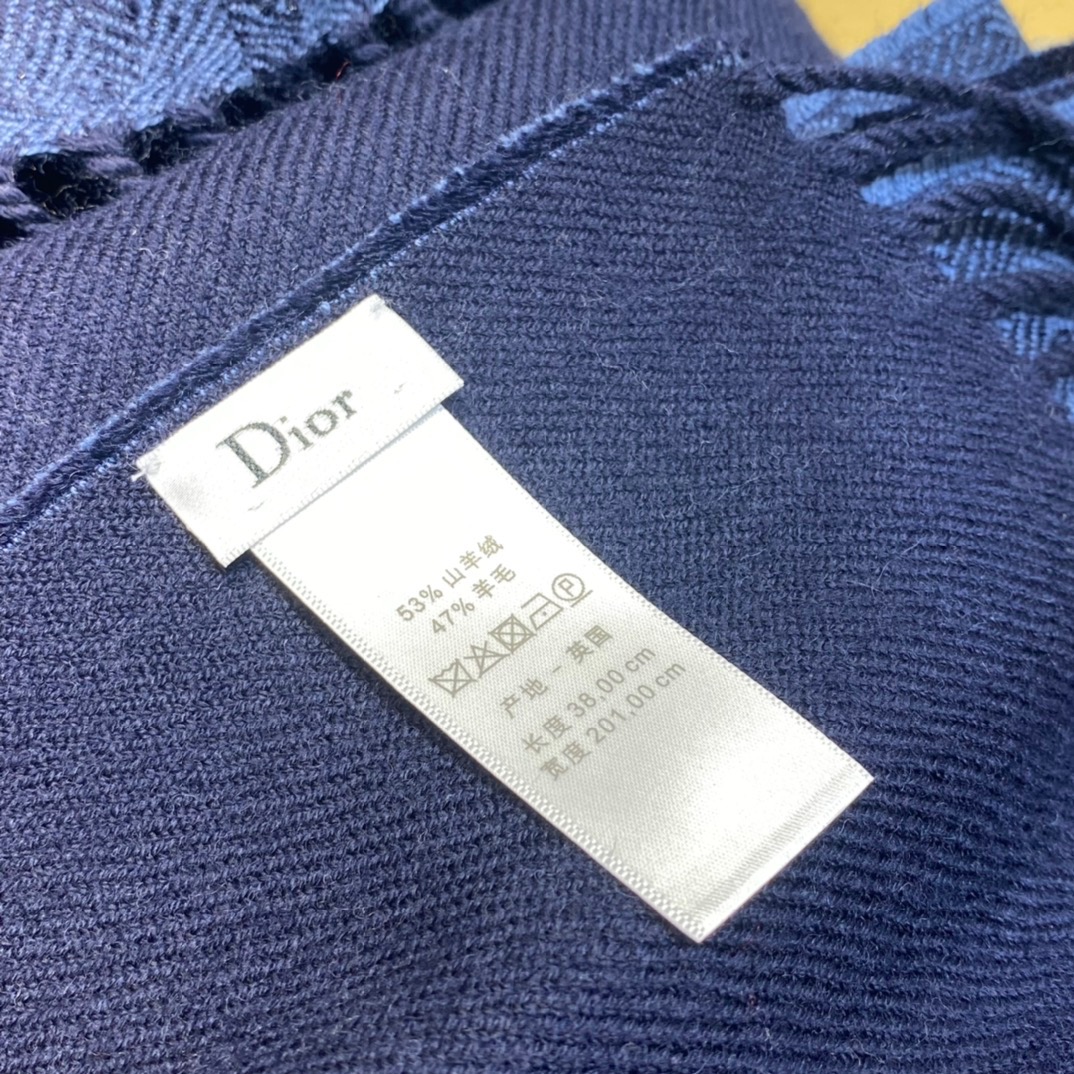 Dior
53% 山羊绒
47% 羊毛
P
产地 - 英国
长度 38.00 cm
宽度 201.00 cm